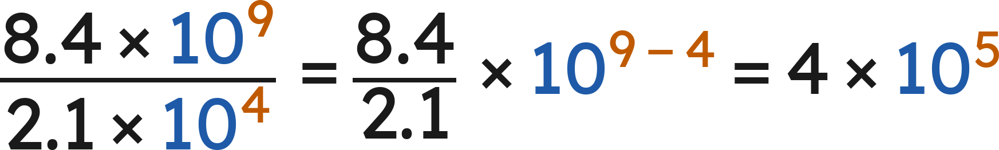 8.4 × 10⁹ / 2.1 × 10⁴ = 8.4 / 2.1 × 10⁹ ⁻ ⁴ = 4 × 10⁵